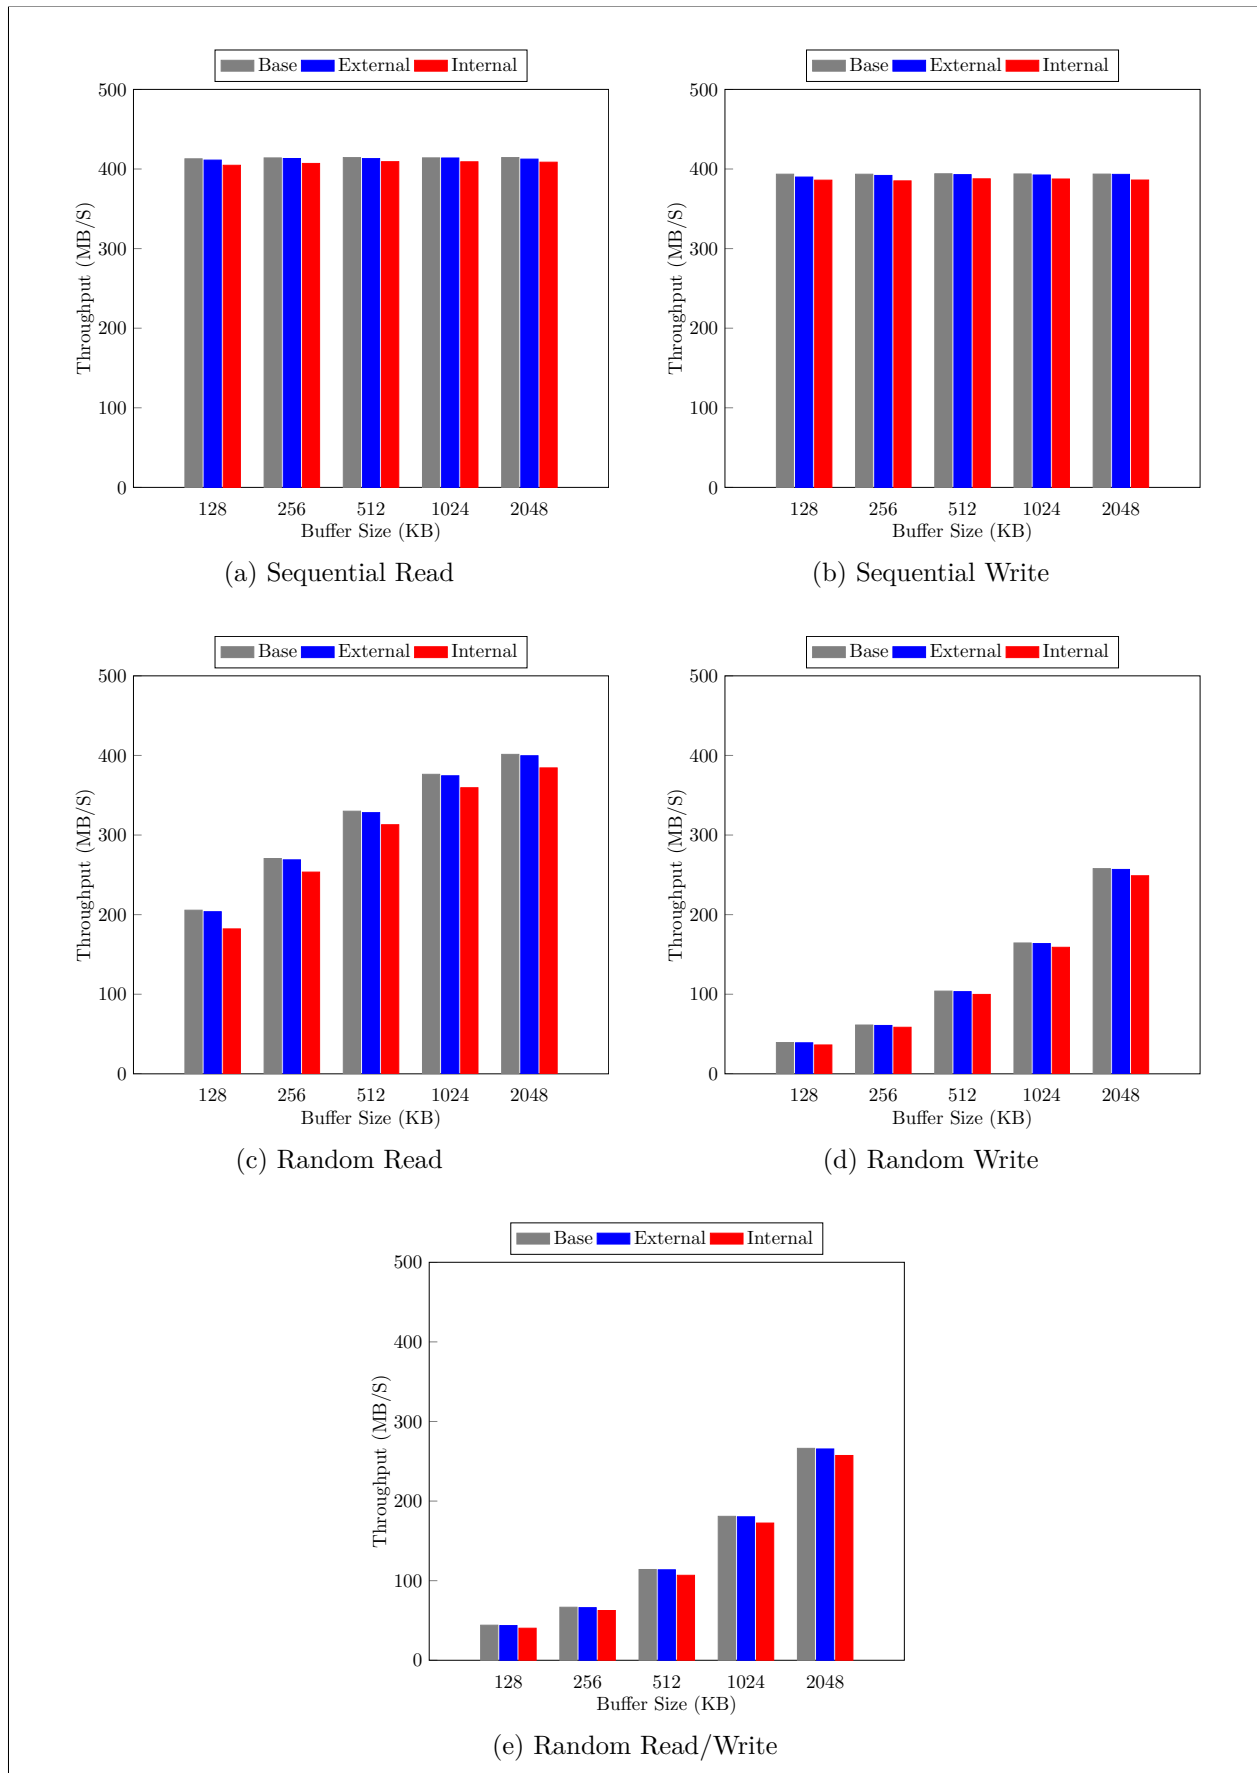 Base External Internal
500
400
300
200
100
0
Throughput (MB/S)
128 256 512 1024 2048
Buffer Size (KB)
(a) Sequential Read
Base External Internal
500
400
300
200
100
0
Throughput (MB/S)
128 256 512 1024 2048
Buffer Size (KB)
(b) Sequential Write
Base External Internal
500
400
300
200
100
0
Throughput (MB/S)
128 256 512 1024 2048
Buffer Size (KB)
(c) Random Read
Base External Internal
500
400
300
200
100
0
Throughput (MB/S)
128 256 512 1024 2048
Buffer Size (KB)
(d) Random Write
Base External Internal
500
400
300
200
100
0
Throughput (MB/S)
128 256 512 1024 2048
Buffer Size (KB)
(e) Random Read/Write